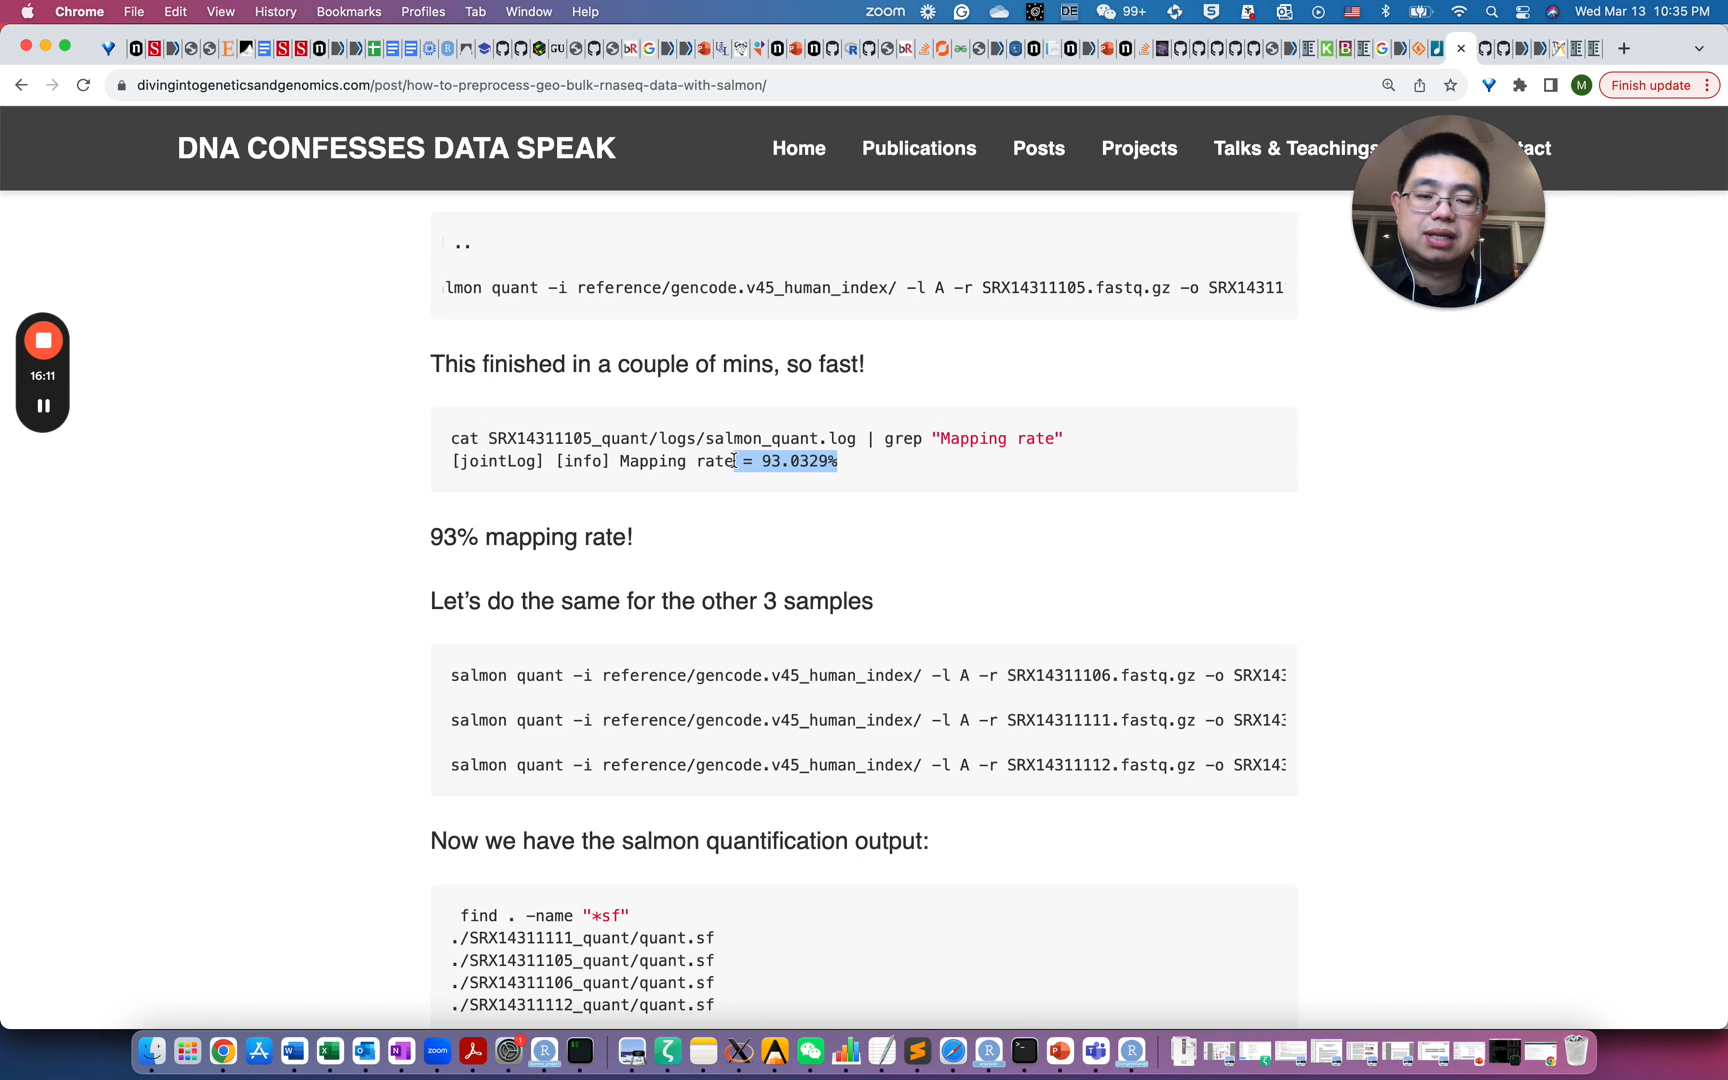 Chrome File Edit View History Bookmarks Profiles Tab Window Help
zoom 99+ Wed Mar 13 10:35 PM
divingintogeneticsandgenomics.com/post/how-to-preprocess-geo-bulk-rnaseq-data-with-salmon/
M Finish update
DNA CONFESSES DATA SPEAK
Home Publications Posts Projects Talks & Teachings tact
..
lmon quant -i reference/gencode.v45_human_index/ -l A -r SRX14311105.fastq.gz -o SRX14311
16:11
This finished in a couple of mins, so fast!
cat SRX14311105_quant/logs/salmon_quant.log | grep "Mapping rate"
[jointLog] [info] Mapping rate = 93.0329%
93% mapping rate!
Let’s do the same for the other 3 samples
salmon quant -i reference/gencode.v45_human_index/ -l A -r SRX14311106.fastq.gz -o SRX143
salmon quant -i reference/gencode.v45_human_index/ -l A -r SRX14311111.fastq.gz -o SRX143
salmon quant -i reference/gencode.v45_human_index/ -l A -r SRX14311112.fastq.gz -o SRX143
Now we have the salmon quantification output:
find . -name "*sf"
./SRX14311111_quant/quant.sf
./SRX14311105_quant/quant.sf
./SRX14311106_quant/quant.sf
./SRX14311112_quant/quant.sf